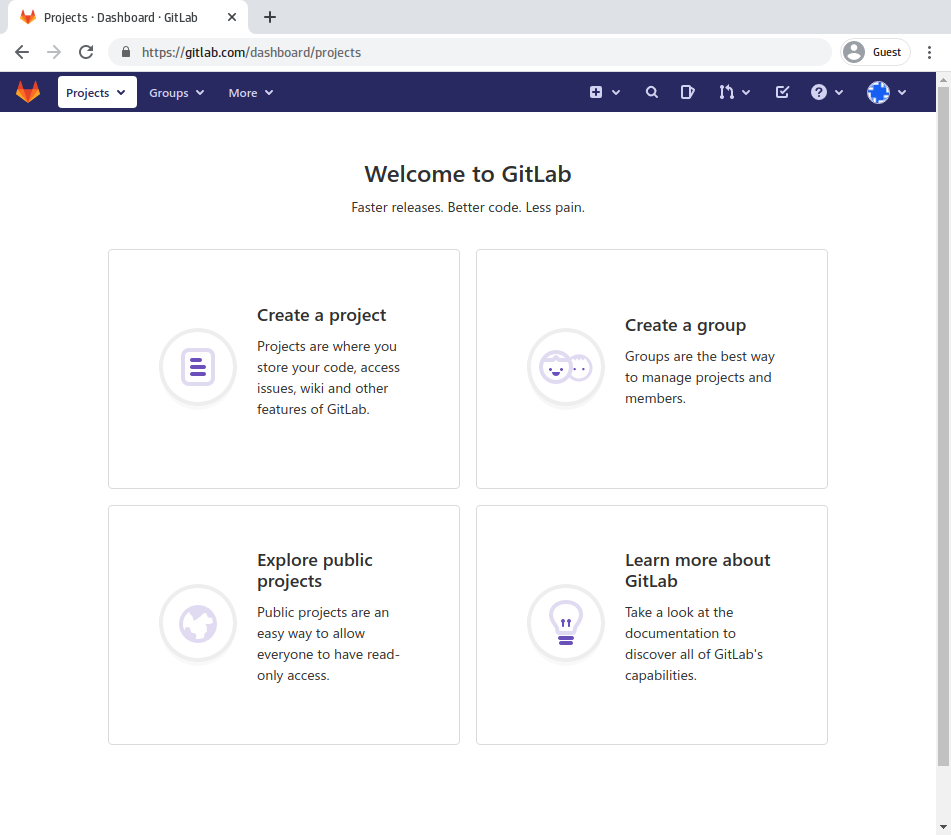 Projects · Dashboard · GitLab
https://gitlab.com/dashboard/projects
Guest
Projects Groups More
Welcome to GitLab
Faster releases. Better code. Less pain.
Create a project
Projects are where you
store your code, access
issues, wiki and other
features of GitLab.
Create a group
Groups are the best way
to manage projects and
members.
Explore public
projects
Public projects are an
easy way to allow
everyone to have read-
only access.
Learn more about
GitLab
Take a look at the
documentation to
discover all of GitLab's
capabilities.